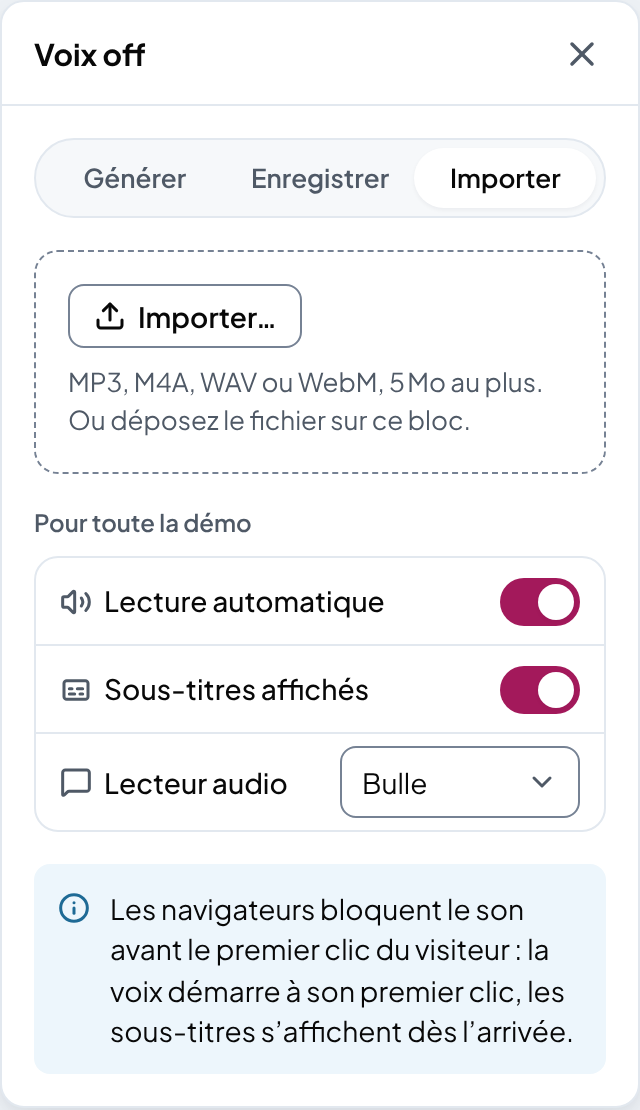 Voix off
Générer
Enregistrer
Importer
Importer...
MP3, M4A, WAV ou WebM, 5 Mo au plus.
Ou déposez le fichier sur ce bloc.
Pour toute la démo
Lecture automatique
Sous-titres affichés
Lecteur audio
Bulle
Les navigateurs bloquent le son
avant le premier clic du visiteur : la
voix démarre à son premier clic, les
sous-titres s’affichent dès l’arrivée.